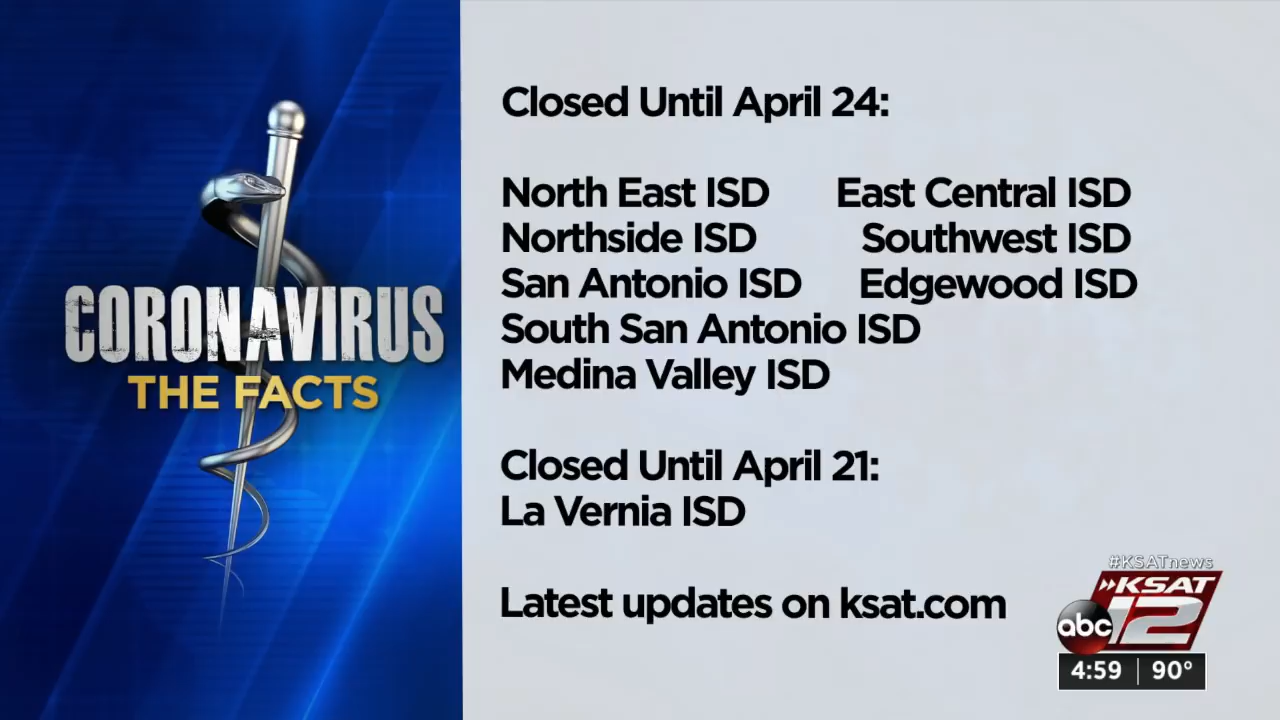 CORONAVIRUS
THE FACTS
Closed Until April 24:
North East ISD East Central ISD
Northside ISD Southwest ISD
San Antonio ISD Edgewood ISD
South San Antonio ISD
Medina Valley ISD
Closed Until April 21:
La Vernia ISD
Latest updates on ksat.com
#KSATnews
KSAT
abc 12
4:59 90°